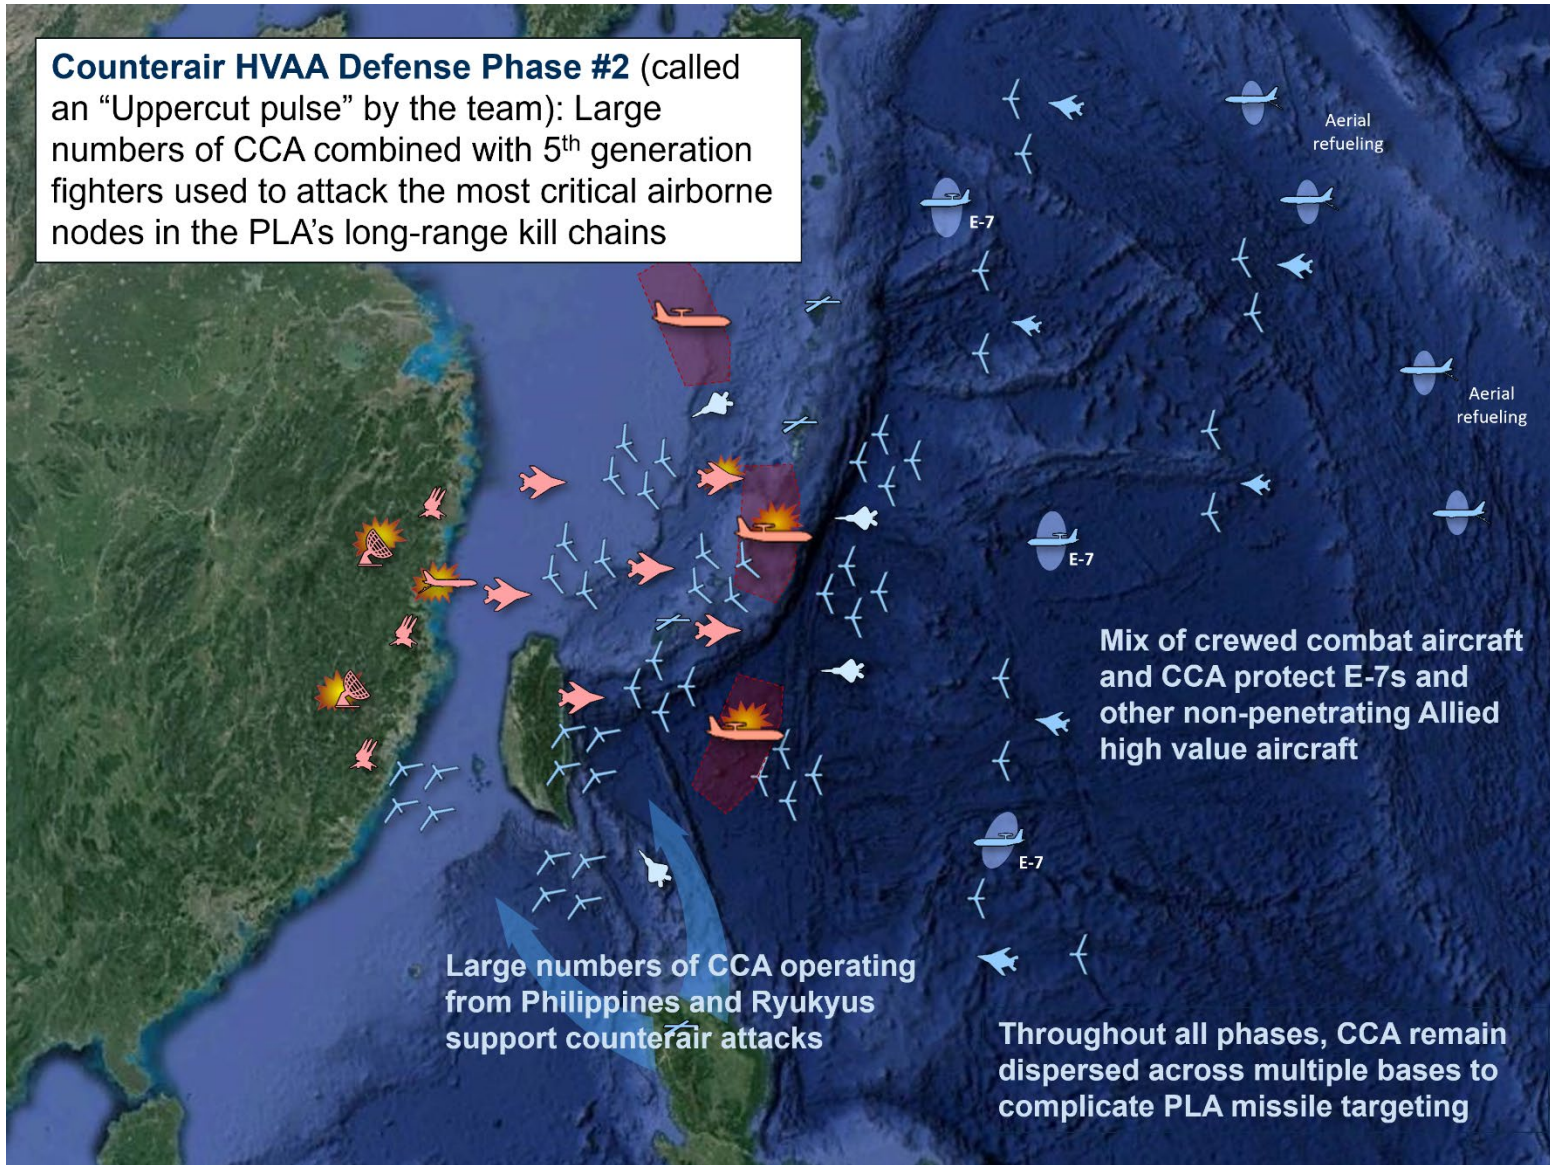 Counterair HVAA Defense Phase #2 (called
an “Uppercut pulse” by the team): Large
numbers of CCA combined with 5th generation
fighters used to attack the most critical airborne
nodes in the PLA’s long-range kill chains
Aerial
refueling
E-7
Aerial
refueling
E-7
Mix of crewed combat aircraft
and CCA protect E-7s and
other non-penetrating Allied
high value aircraft
E-7
Large numbers of CCA operating
from Philippines and Ryukyus
support counterair attacks
Throughout all phases, CCA remain
dispersed across multiple bases to
complicate PLA missile targeting